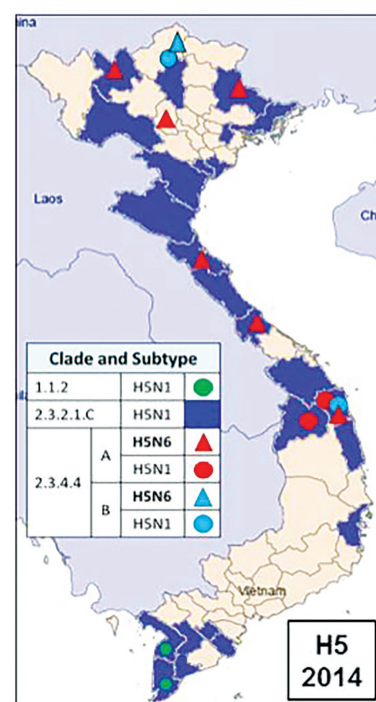 ina
Laos
Ch
Clade and Subtype
1.1.2 H5N1
2.3.2.1.C H5N1
2.3.4.4 A H5N6
H5N1
B H5N6
H5N1
Vietnam
H5
2014